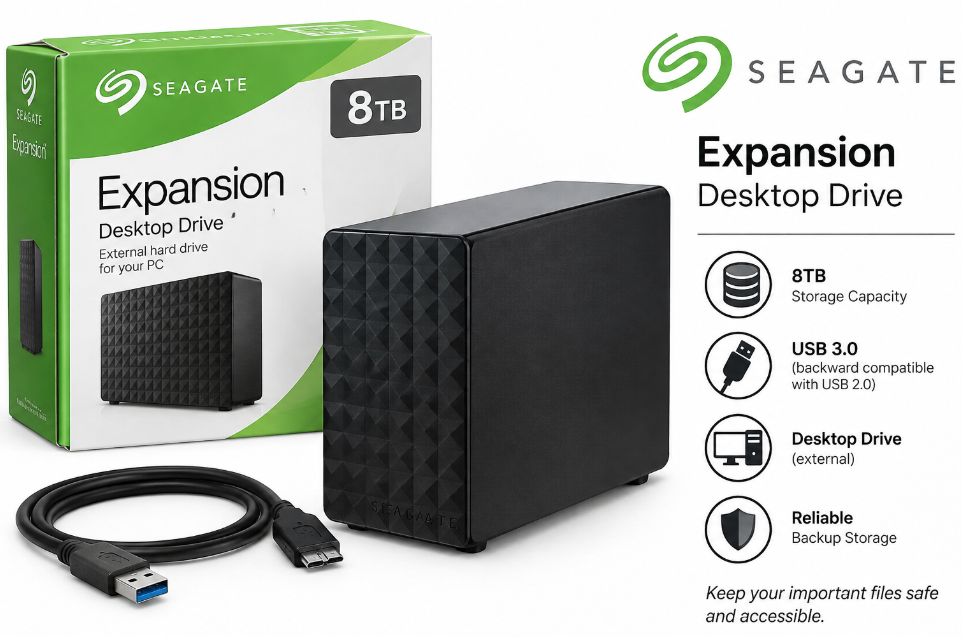 SEAGATE
8TB
Expansion
Desktop Drive
External hard drive
for your PC
SEAGATE
Expansion
SEAGATE
SEAGATE
Expansion
Desktop Drive
8TB
Storage Capacity
USB 3.0
(backward compatible
with USB 2.0)
Desktop Drive
(external)
Reliable
Backup Storage
Keep your important files safe
and accessible.